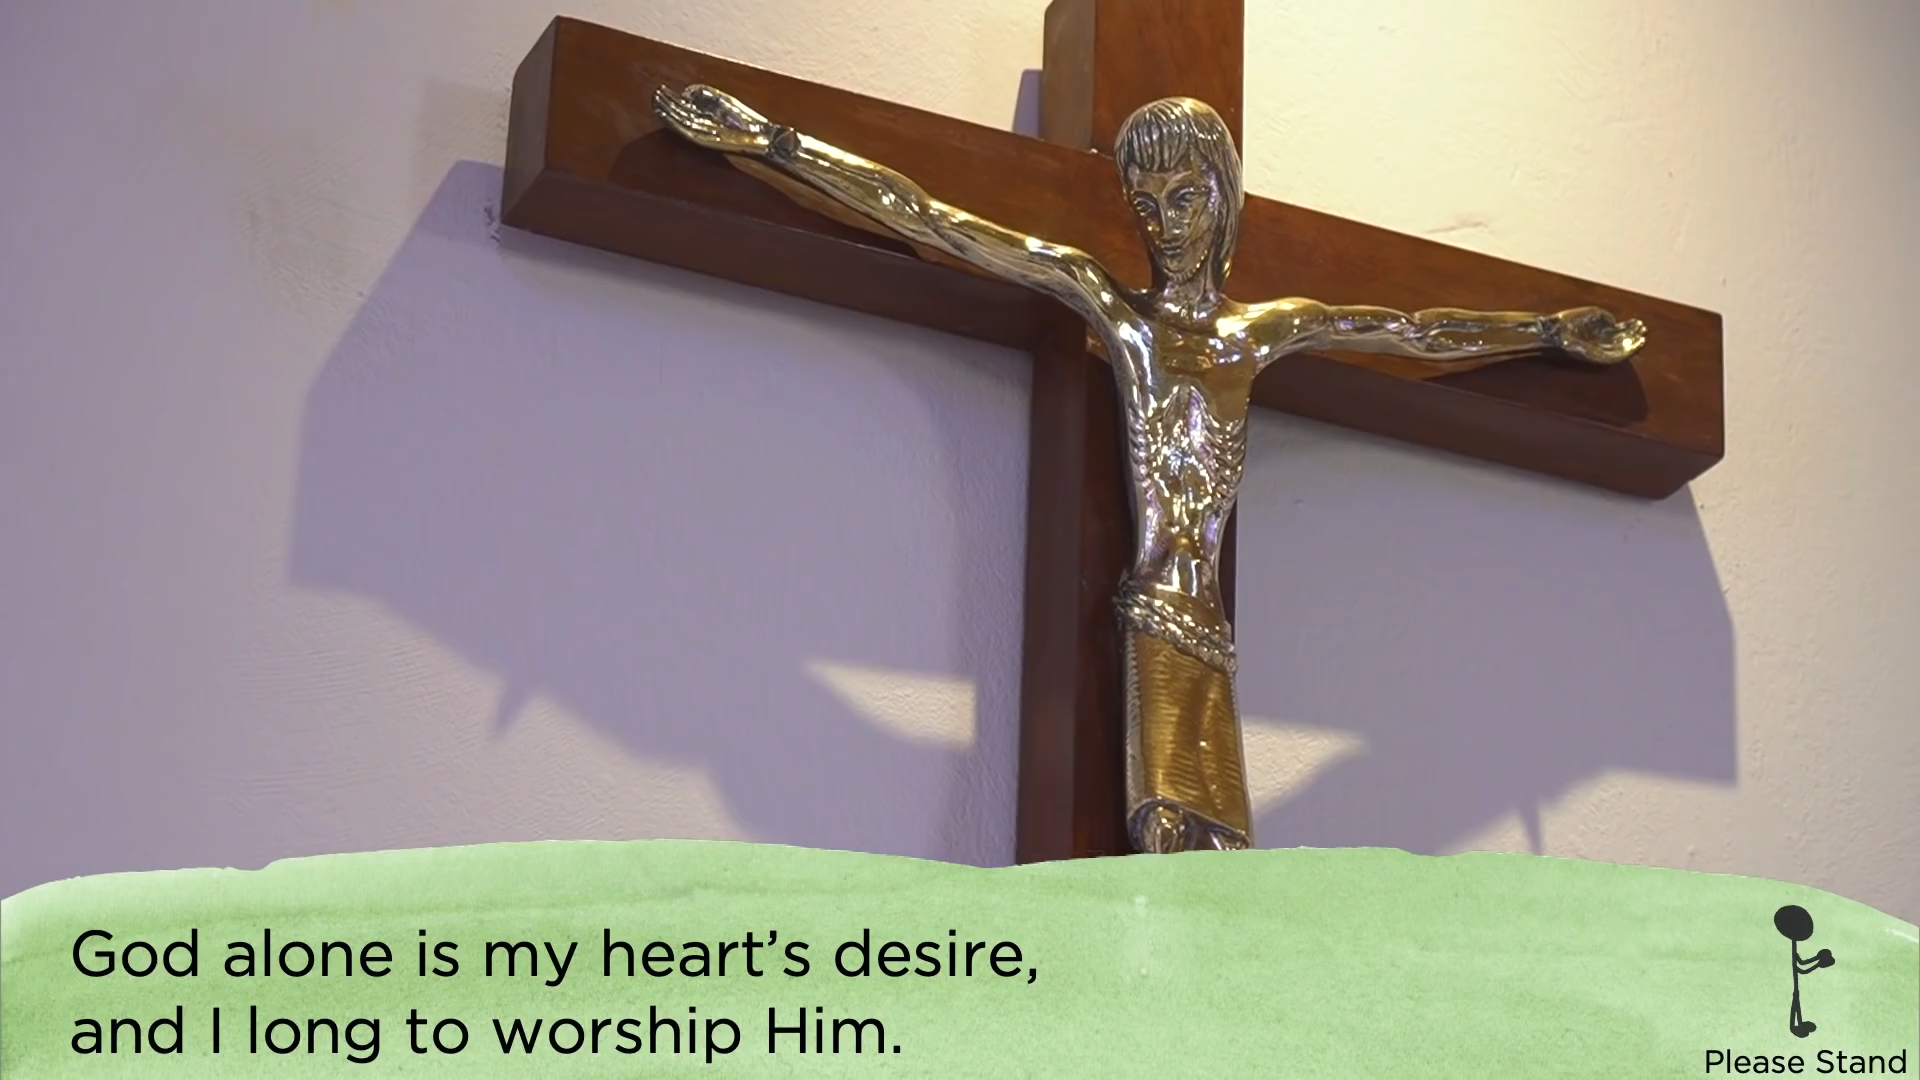 God alone is my heart’s desire,
and I long to worship Him.
Please Stand